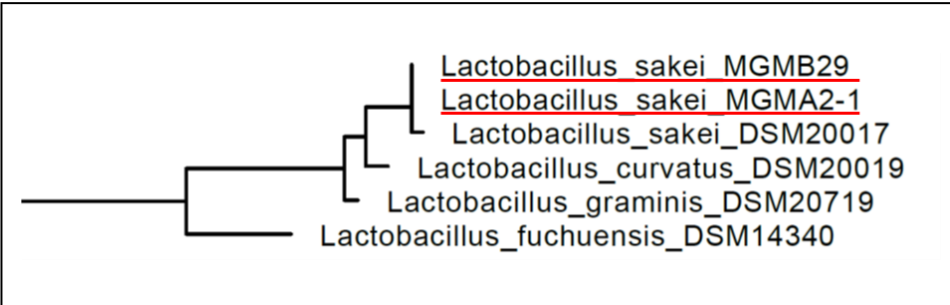 Lactobacillus_sakei_MGMB29
Lactobacillus_sakei_MGMA2-1
Lactobacillus_sakei_DSM20017
Lactobacillus_curvatus_DSM20019
Lactobacillus_graminis_DSM20719
Lactobacillus_fuchuensis_DSM14340